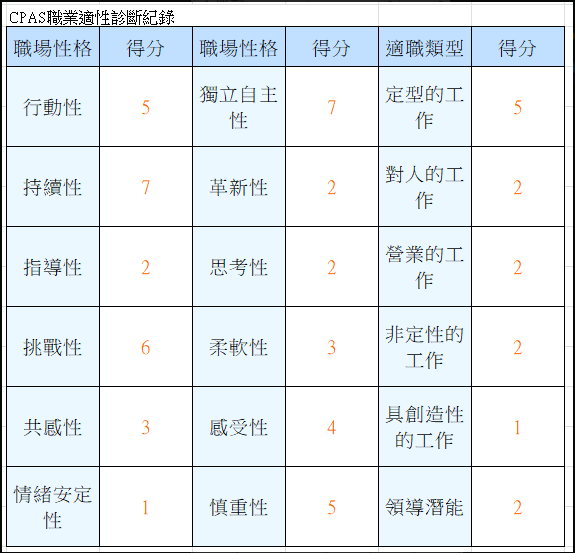 CPAS職業適性診斷紀錄
職場性格 得分 職場性格 得分 適職類型 得分
行動性 5 獨立自主性 7 定型的工作 5
持續性 7 革新性 2 對人的工作 2
指導性 2 思考性 2 營業的工作 2
挑戰性 6 柔軟性 3 非定性的工作 2
共感性 3 感受性 4 具創造性的工作 1
情緒安定性 1 慎重性 5 領導潛能 2